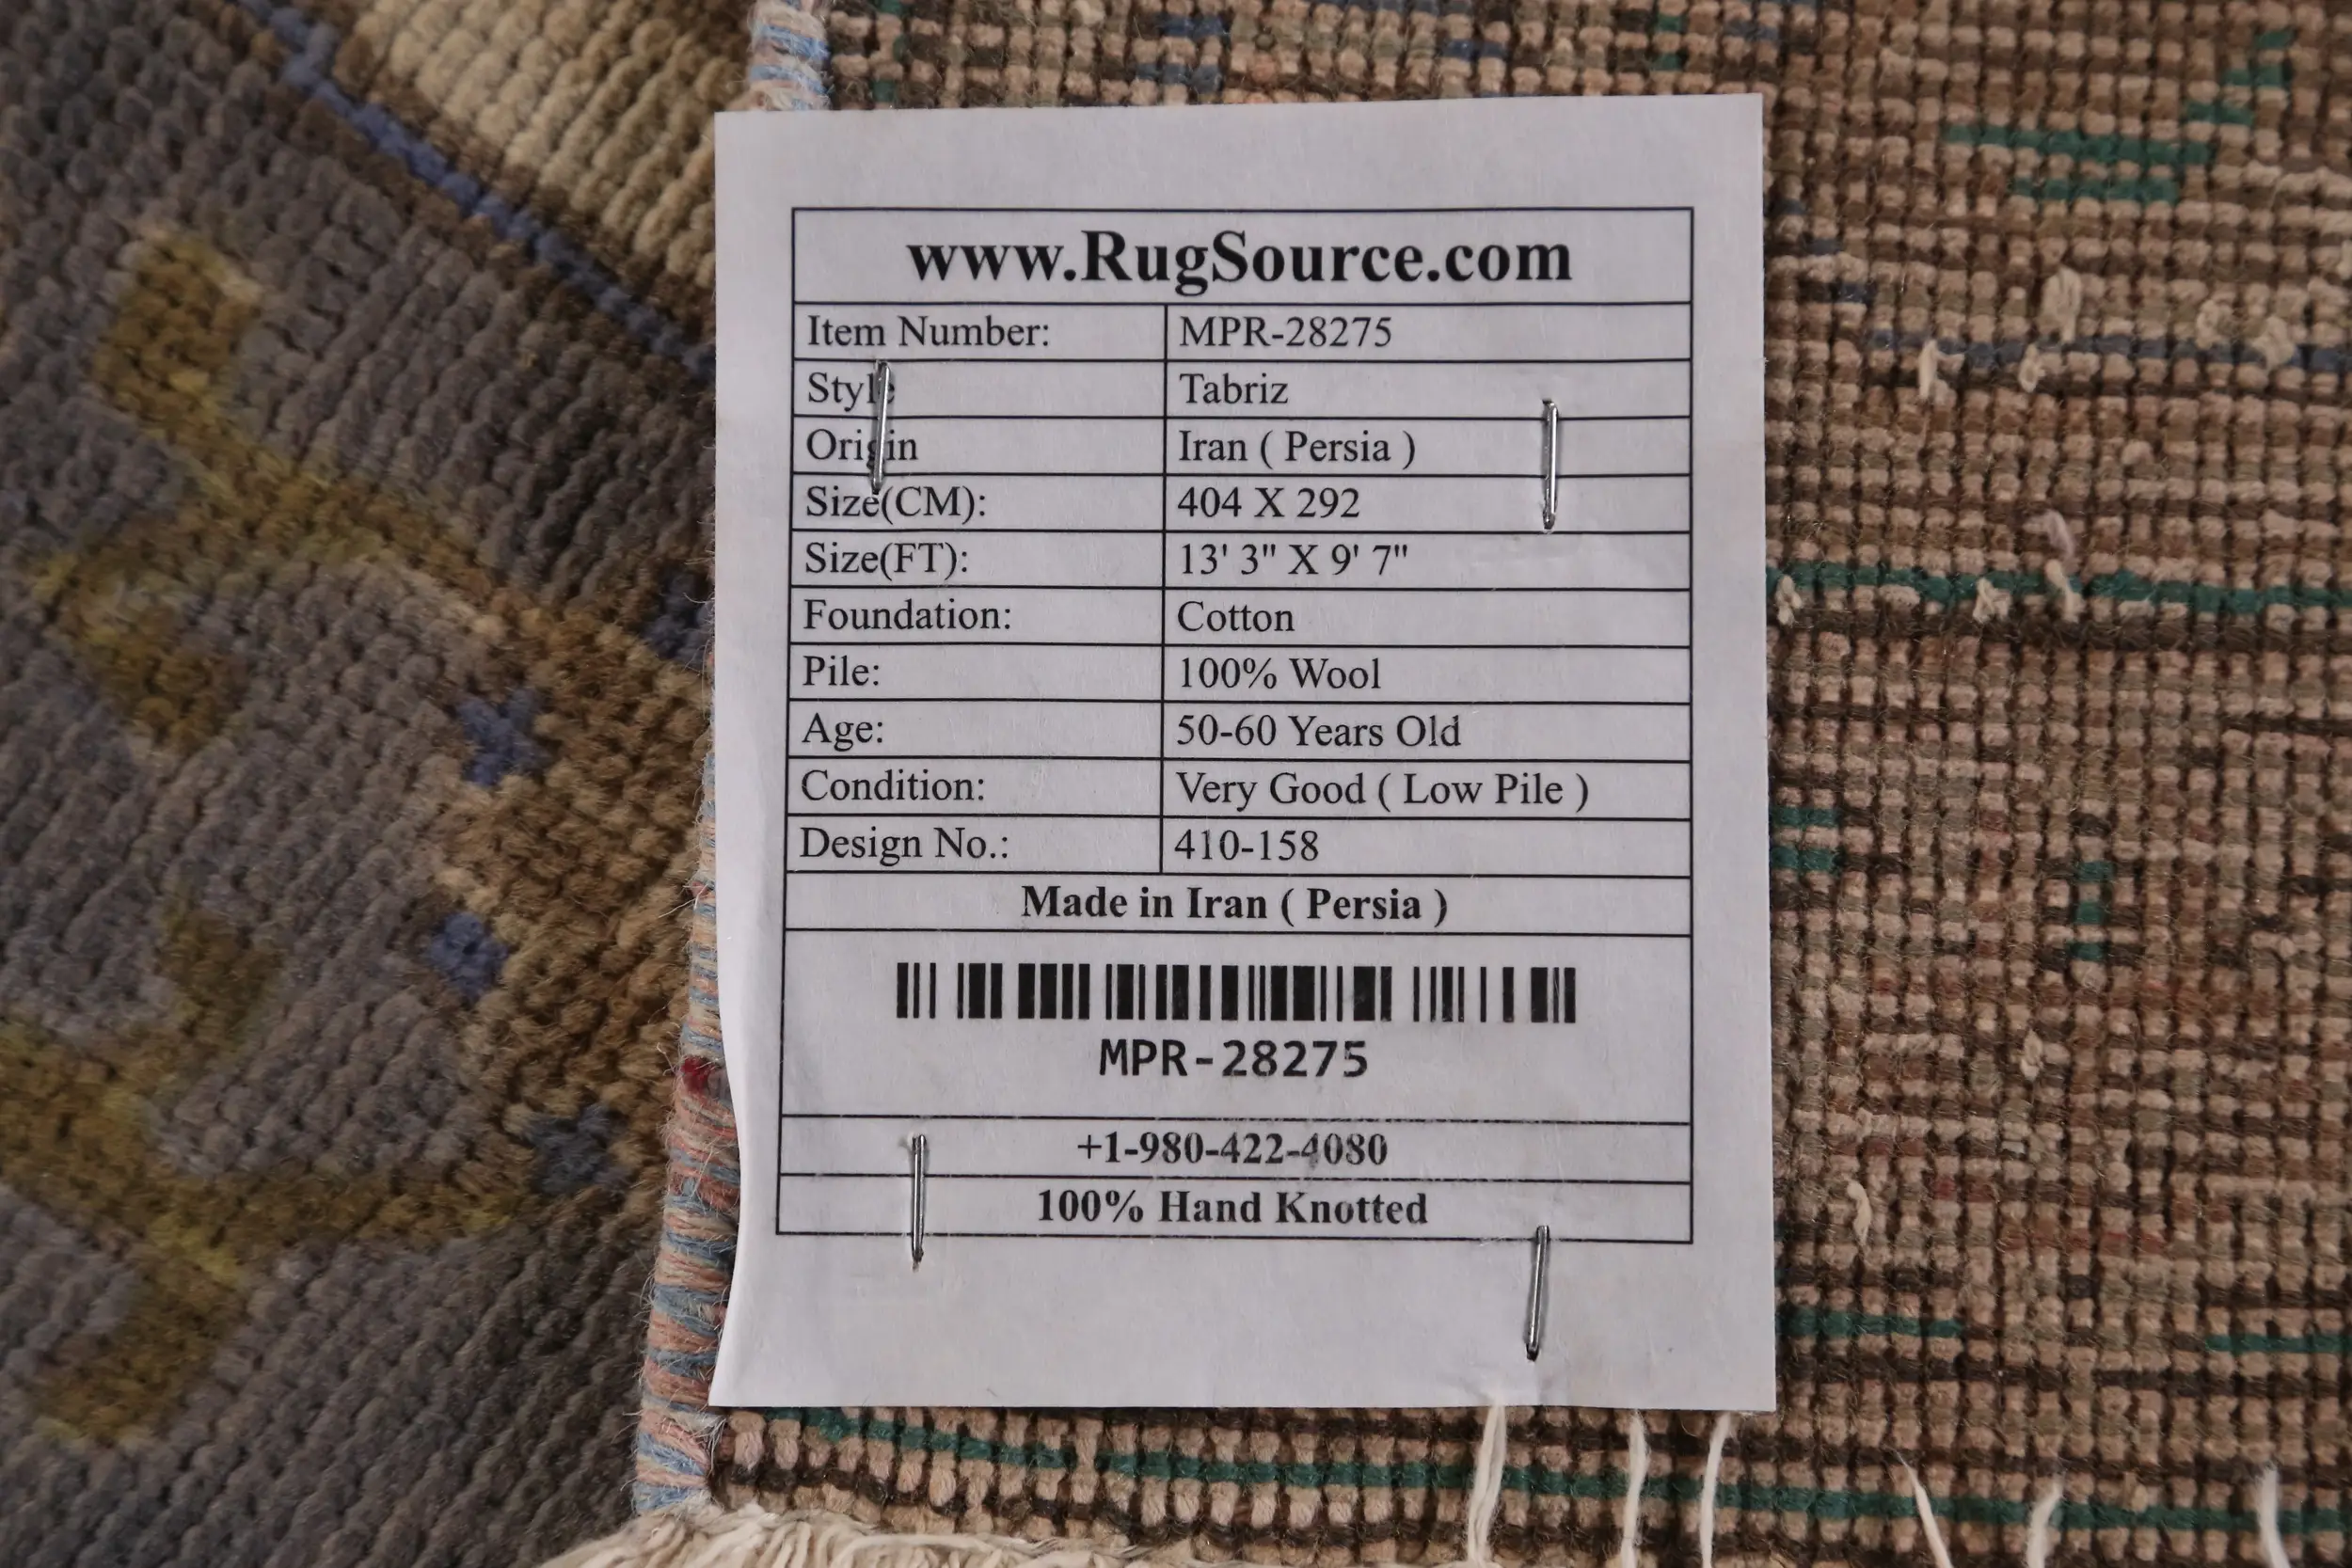 www.RugSource.com
Item Number: MPR-28275
Style Tabriz
Origin Iran ( Persia )
Size(CM): 404 X 292
Size(FT): 13' 3" X 9' 7"
Foundation: Cotton
Pile: 100% Wool
Age: 50-60 Years Old
Condition: Very Good ( Low Pile )
Design No.: 410-158
Made in Iran ( Persia )
MPR-28275
+1-980-422-4080
100% Hand Knotted